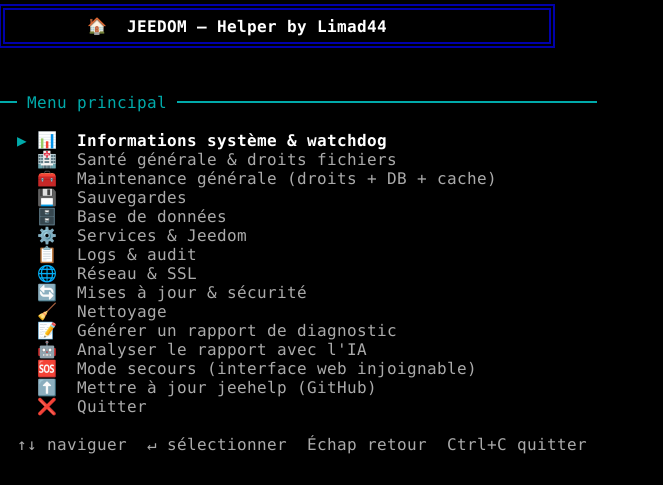 🏠 JEEDOM — Helper by Limad44
Menu principal
▶ 📊 Informations système & watchdog
🏥 Santé générale & droits fichiers
🧰 Maintenance générale (droits + DB + cache)
💾 Sauvegardes
🗄️ Base de données
⚙️ Services & Jeedom
📋 Logs & audit
🌐 Réseau & SSL
🔄 Mises à jour & sécurité
🧹 Nettoyage
📝 Générer un rapport de diagnostic
🤖 Analyser le rapport avec l'IA
🆘 Mode secours (interface web injoignable)
⬆️ Mettre à jour jeehelp (GitHub)
❌ Quitter
↑↓ naviguer ↵ sélectionner Échap retour Ctrl+C quitter